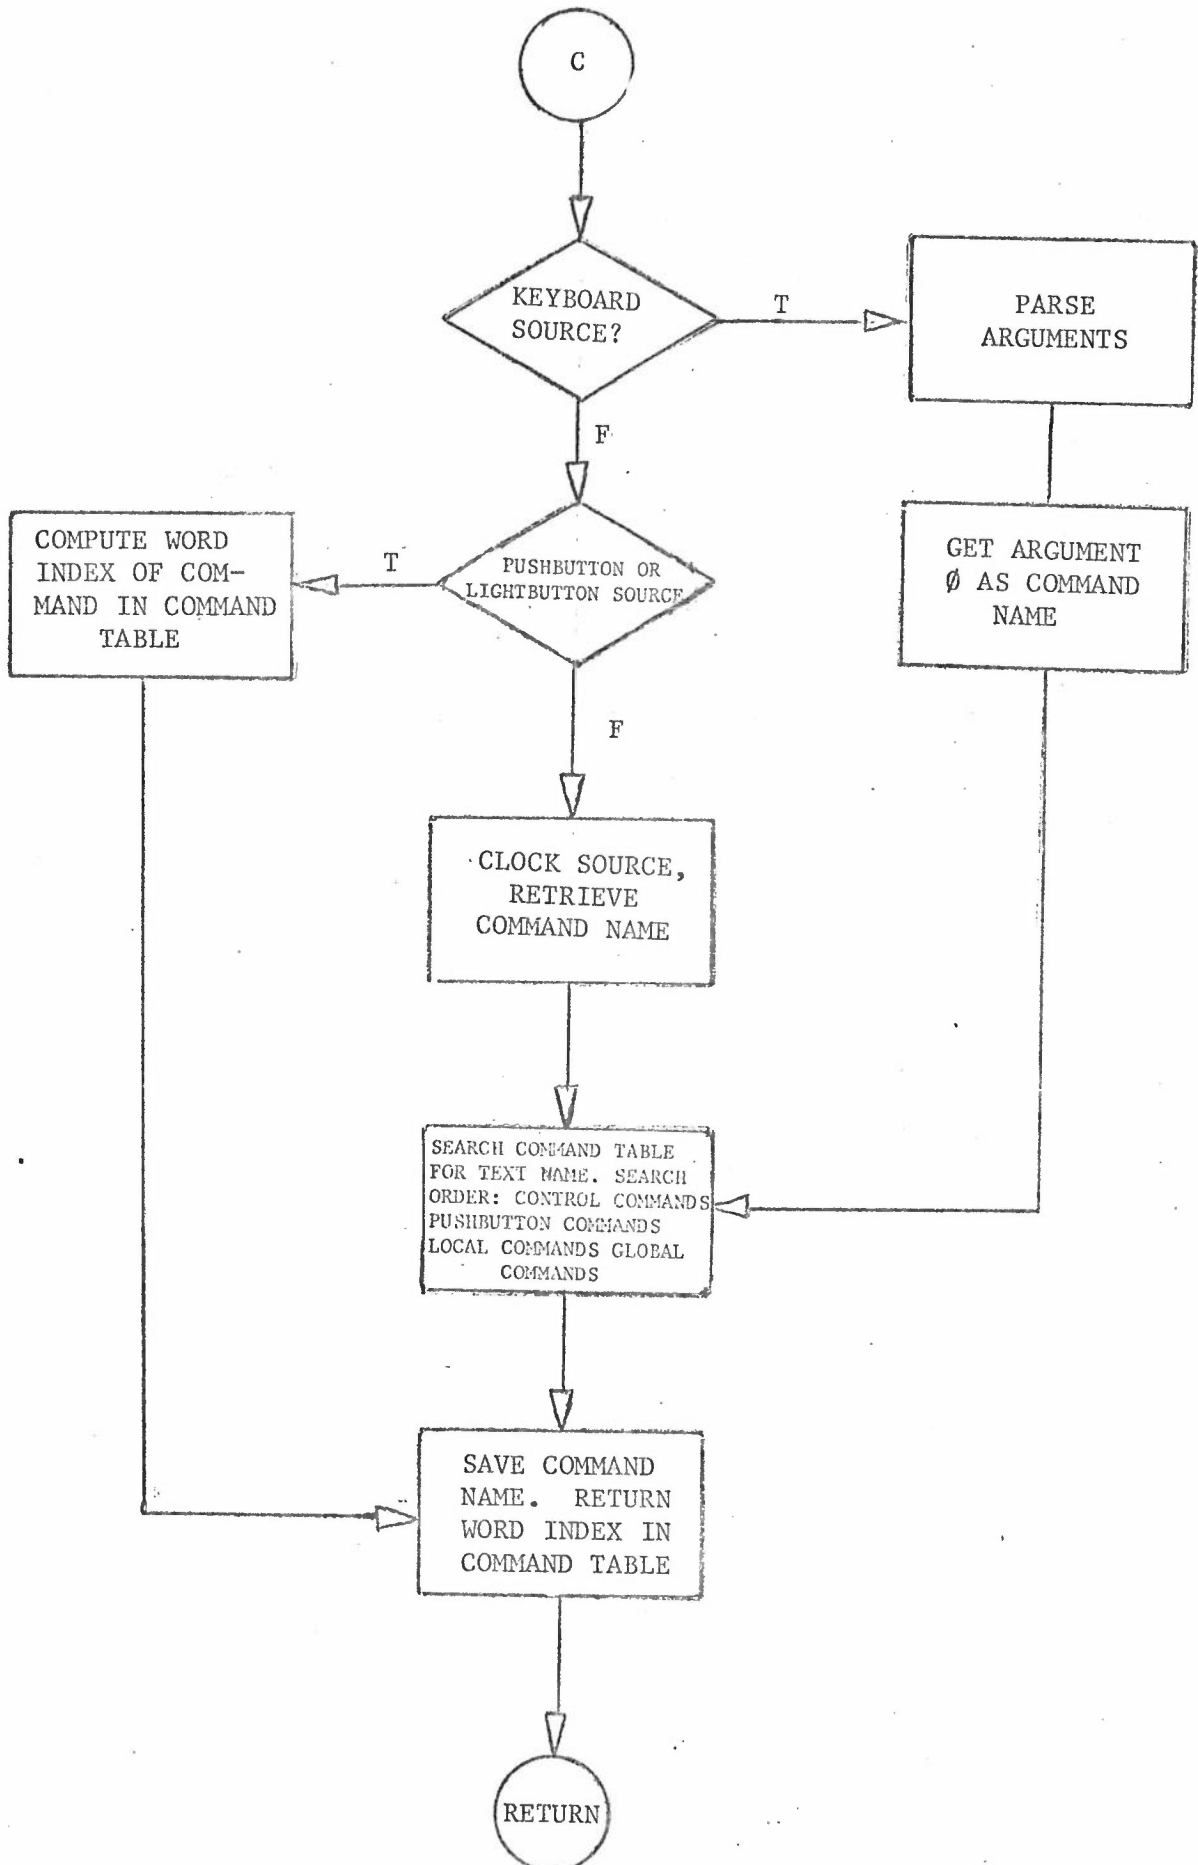 C
KEYBOARD
SOURCE?
T
PARSE
ARGUMENTS
F
GET ARGUMENT
Ø AS COMMAND
NAME
PUSHBUTTON OR
LIGHTBUTTON SOURCE
T
COMPUTE WORD
INDEX OF COM-
MAND IN COMMAND
TABLE
F
CLOCK SOURCE,
RETRIEVE
COMMAND NAME
SEARCH COMMAND TABLE
FOR TEXT NAME. SEARCH
ORDER: CONTROL COMMANDS
PUSHBUTTON COMMANDS
LOCAL COMMANDS GLOBAL
COMMANDS
SAVE COMMAND
NAME. RETURN
WORD INDEX IN
COMMAND TABLE
RETURN